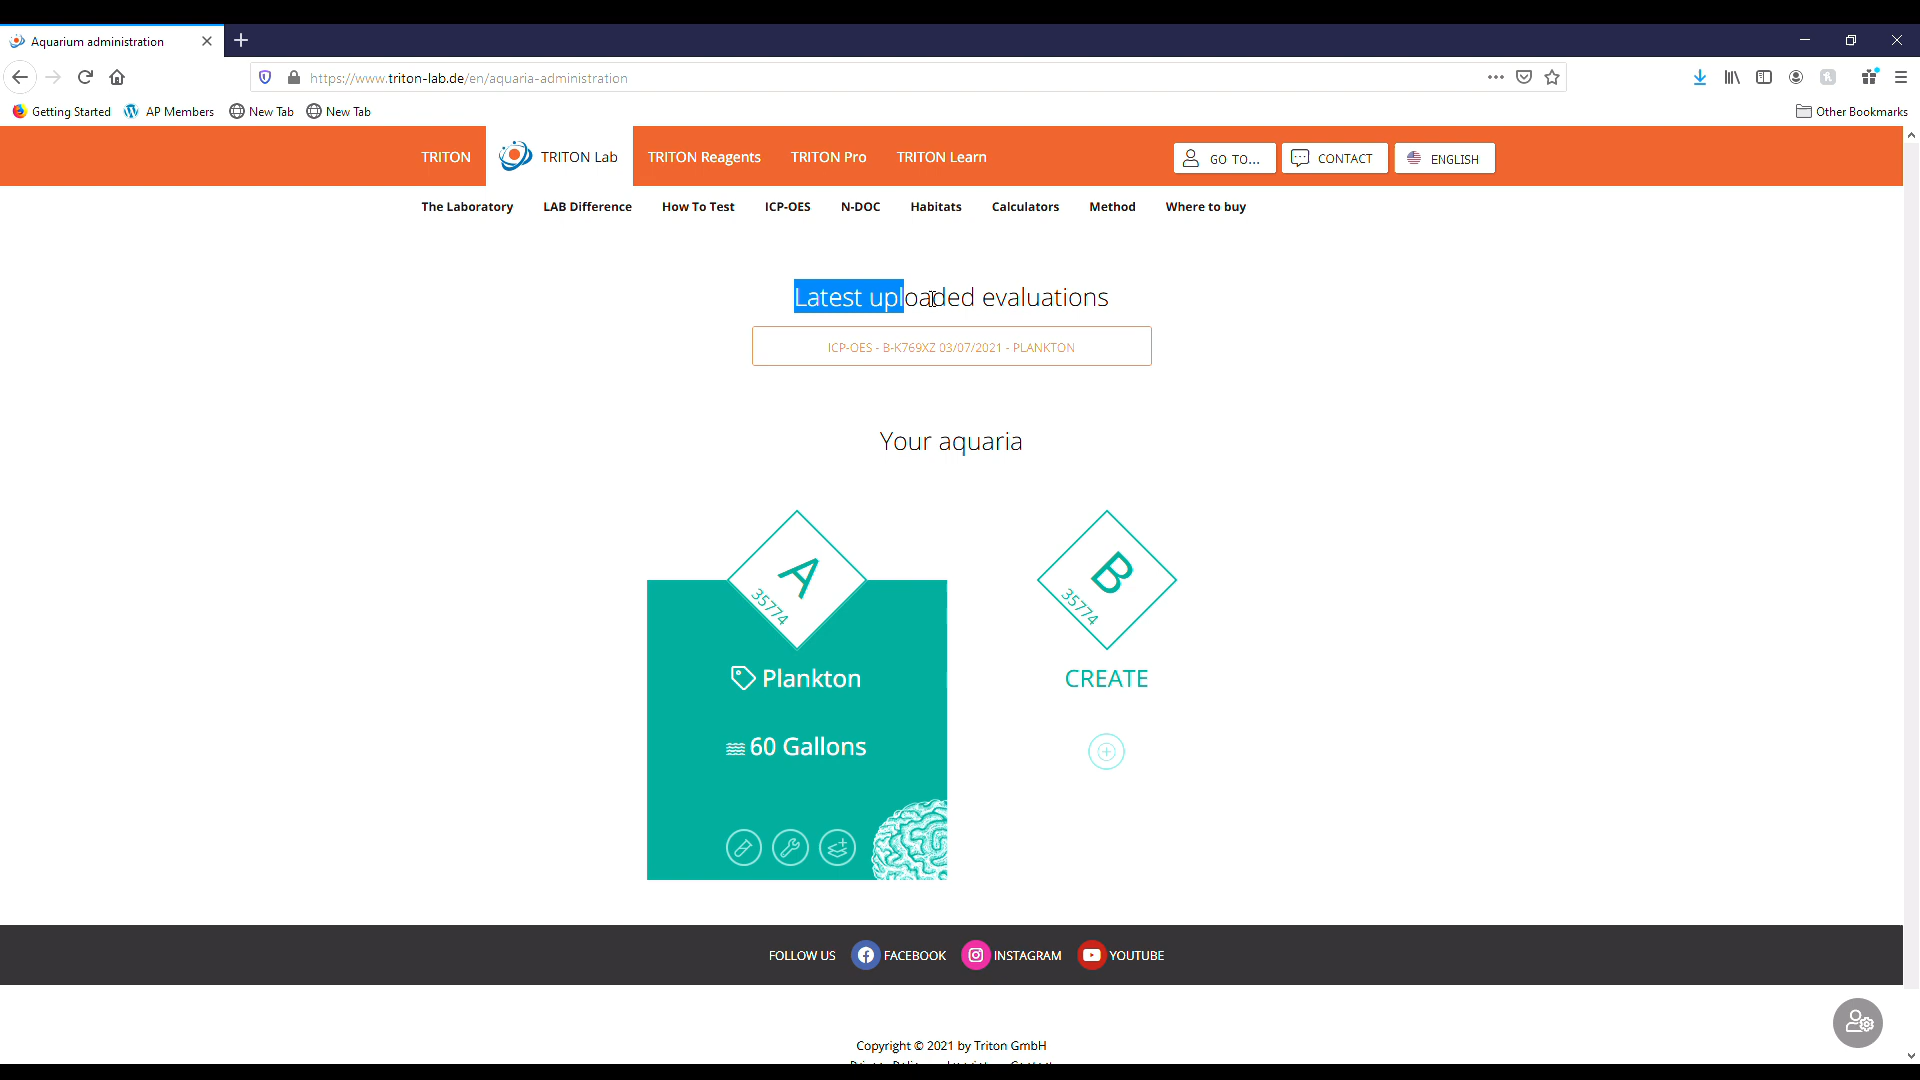 Aquarium administration
https://www.triton-lab.de/en/aquaria-administration
Getting Started AP Members New Tab New Tab Other Bookmarks
TRITON TRITON Lab TRITON Reagents TRITON Pro TRITON Learn GO TO... CONTACT ENGLISH
The Laboratory LAB Difference How To Test ICP-OES N-DOC Habitats Calculators Method Where to buy
Latest uploaded evaluations
ICP-OES - B-K769XZ 03/07/2021 - PLANKTON
Your aquaria
A
35774
Plankton
60 Gallons
B
35774
CREATE
FOLLOW US FACEBOOK INSTAGRAM YOUTUBE
Copyright © 2021 by Triton GmbH